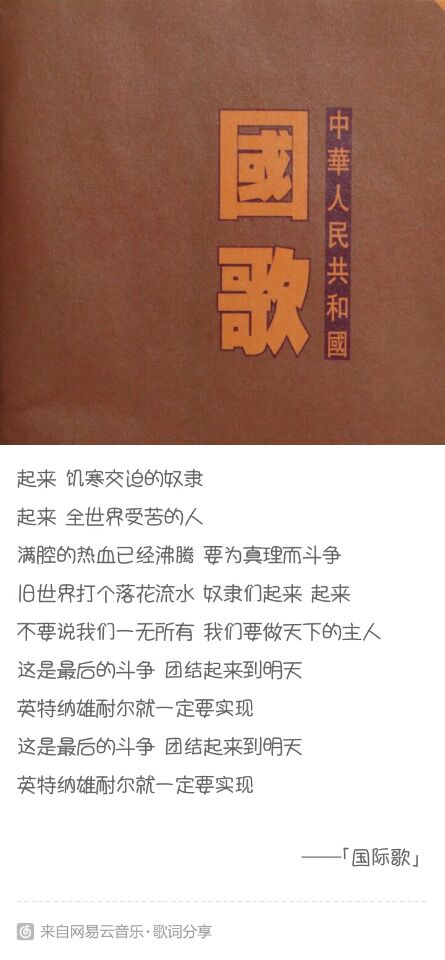 國歌
中華人民共和國
起来 饥寒交迫的奴隶
起来 全世界受苦的人
满腔的热血已经沸腾 要为真理而斗争
旧世界打个落花流水 奴隶们起来 起来
不要说我们一无所有 我们要做天下的主人
这是最后的斗争 团结起来到明天
英特纳雄耐尔就一定要实现
这是最后的斗争 团结起来到明天
英特纳雄耐尔就一定要实现
——「国际歌」
来自网易云音乐·歌词分享